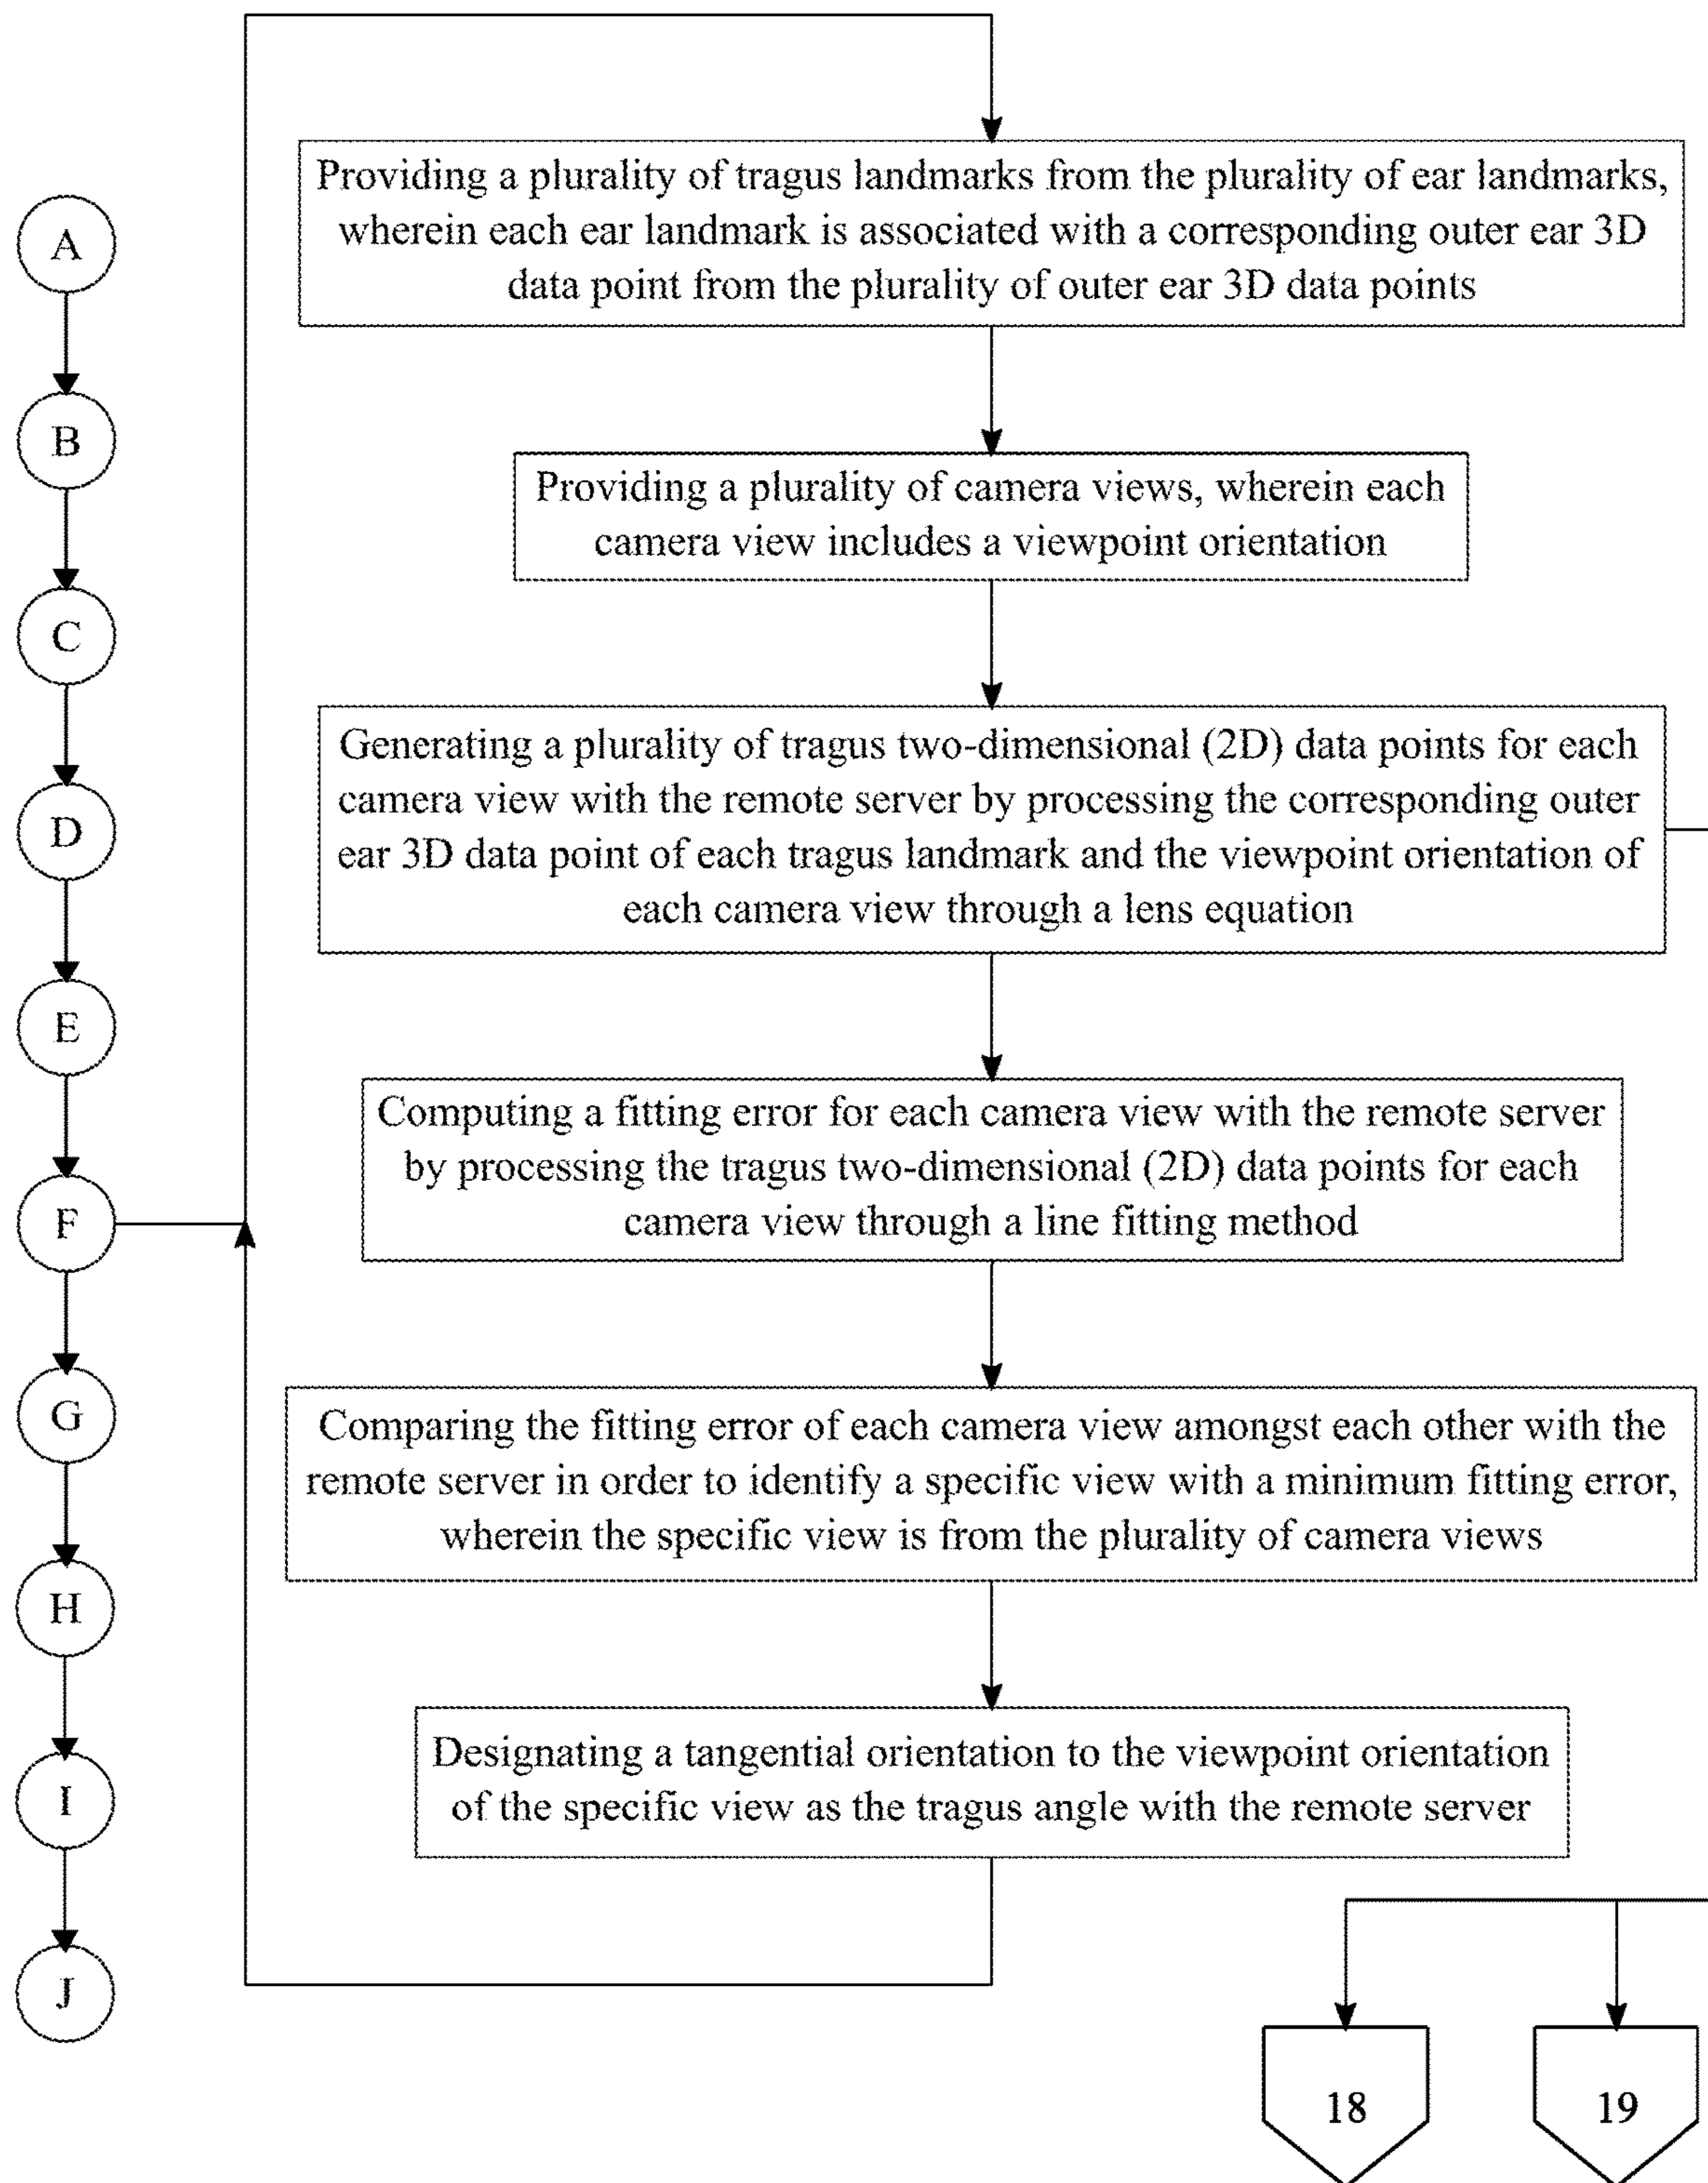 A
B
C
D
E
F
G
H
I
J
Providing a plurality of tragus landmarks from the plurality of ear landmarks,
wherein each ear landmark is associated with a corresponding outer ear 3D
data point from the plurality of outer ear 3D data points
Providing a plurality of camera views, wherein each
camera view includes a viewpoint orientation
Generating a plurality of tragus two-dimensional (2D) data points for each
camera view with the remote server by processing the corresponding outer
ear 3D data point of each tragus landmark and the viewpoint orientation of
each camera view through a lens equation
Computing a fitting error for each camera view with the remote server
by processing the tragus two-dimensional (2D) data points for each
camera view through a line fitting method
Comparing the fitting error of each camera view amongst each other with the
remote server in order to identify a specific view with a minimum fitting error,
wherein the specific view is from the plurality of camera views
Designating a tangential orientation to the viewpoint orientation
of the specific view as the tragus angle with the remote server
18
19